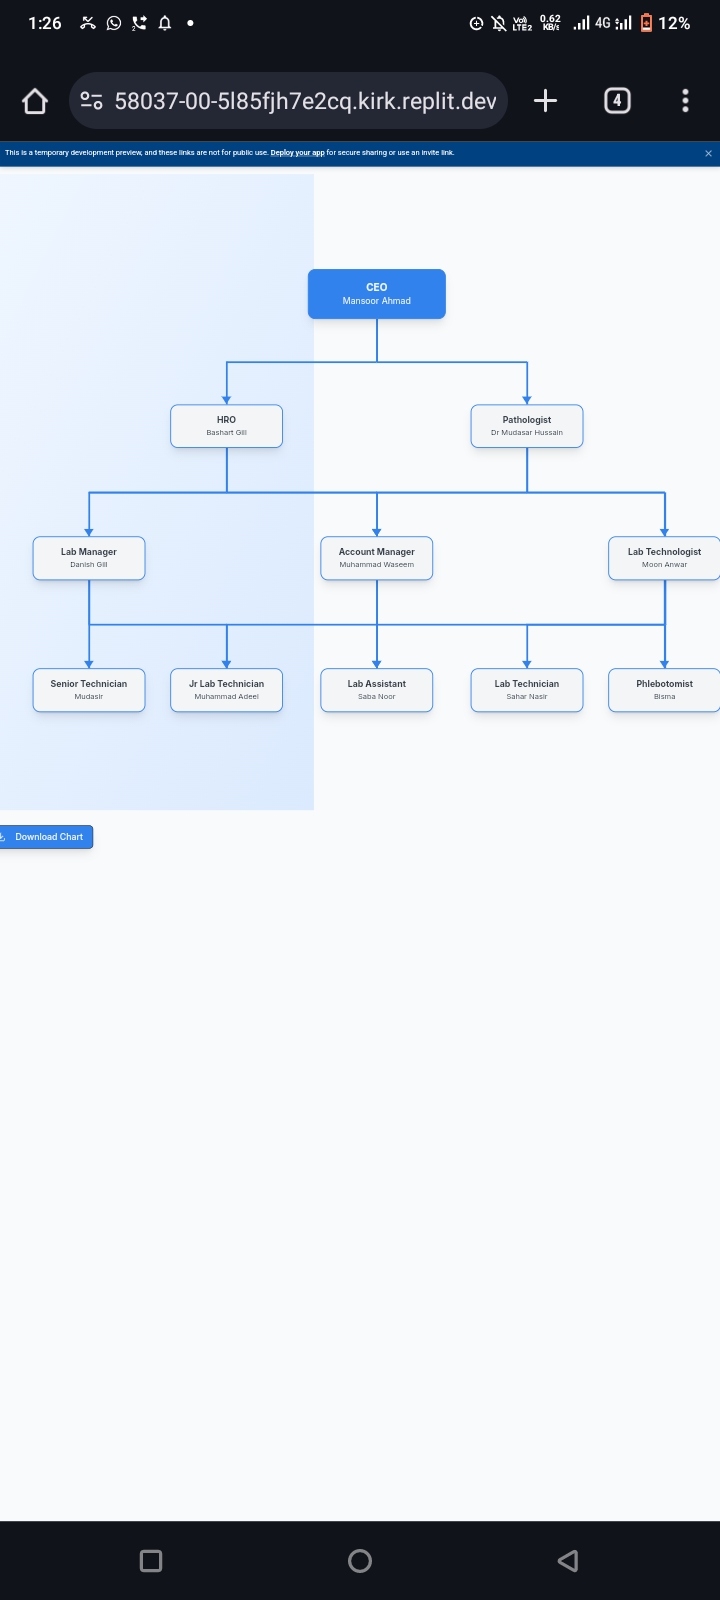 1:26
2
Vo)) LTE2
0.62 KB/s
4G
12%
58037-00-5l85fjh7e2cq.kirk.replit.dev
4
This is a temporary development preview, and these links are not for public use. Deploy your app for secure sharing or use an invite link.
CEO
Mansoor Ahmad
HRO
Bashart Gill
Pathologist
Dr Mudasar Hussain
Lab Manager
Danish Gill
Account Manager
Muhammad Waseem
Lab Technologist
Moon Anwar
Senior Technician
Mudasir
Jr Lab Technician
Muhammad Adeel
Lab Assistant
Saba Noor
Lab Technician
Sahar Nasir
Phlebotomist
Bisma
Download Chart